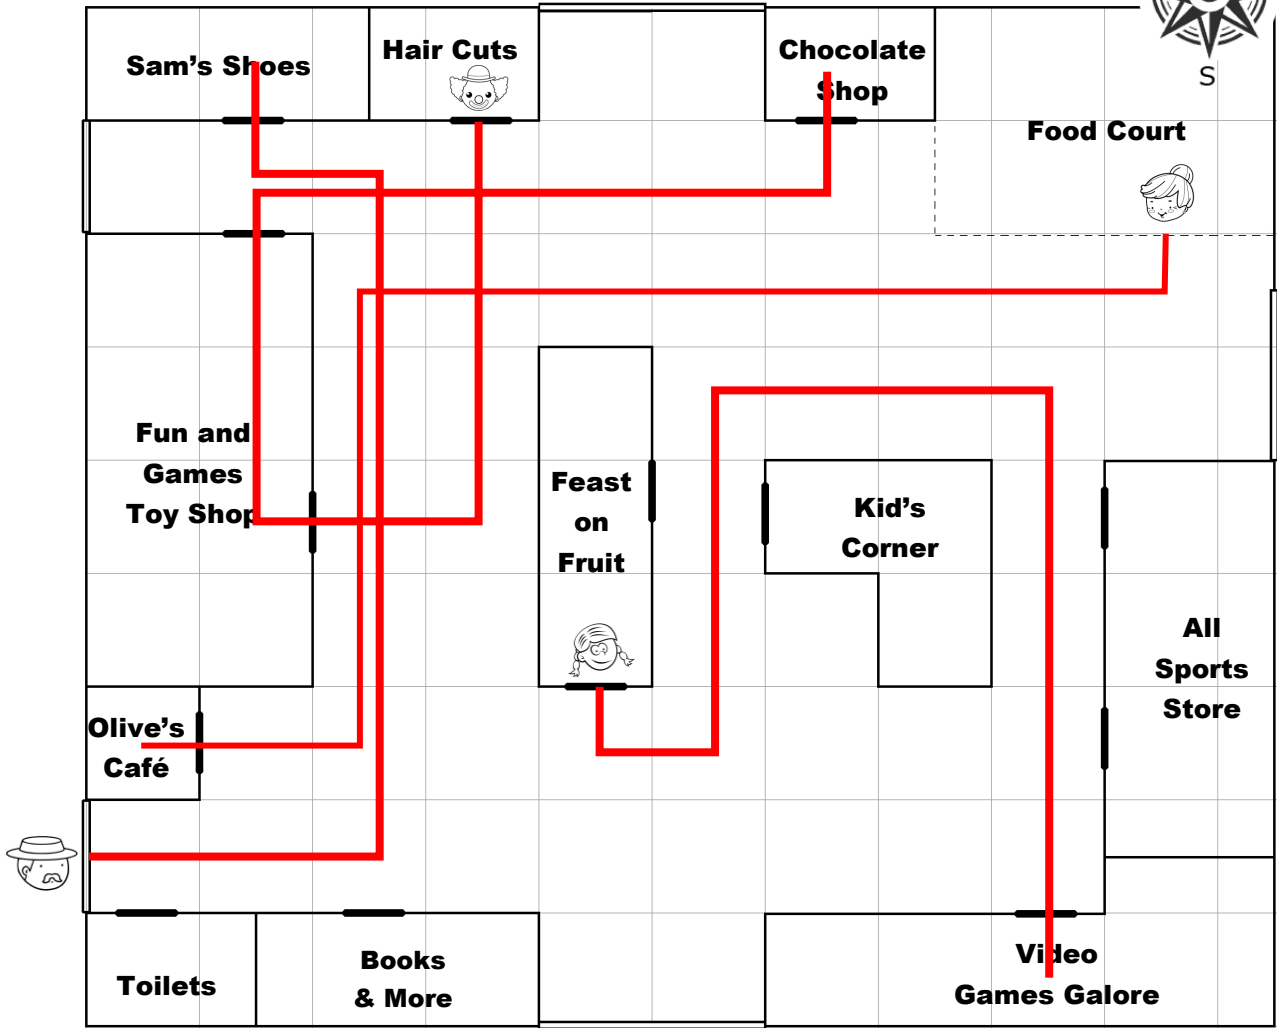 Sam's Shoes
Hair Cuts
Chocolate
Shop
S
Food Court
Fun and
Games
Toy Shop
Feast
on
Fruit
Kid's
Corner
All
Sports
Store
Olive's
Café
Toilets
Books
& More
Video
Games Galore